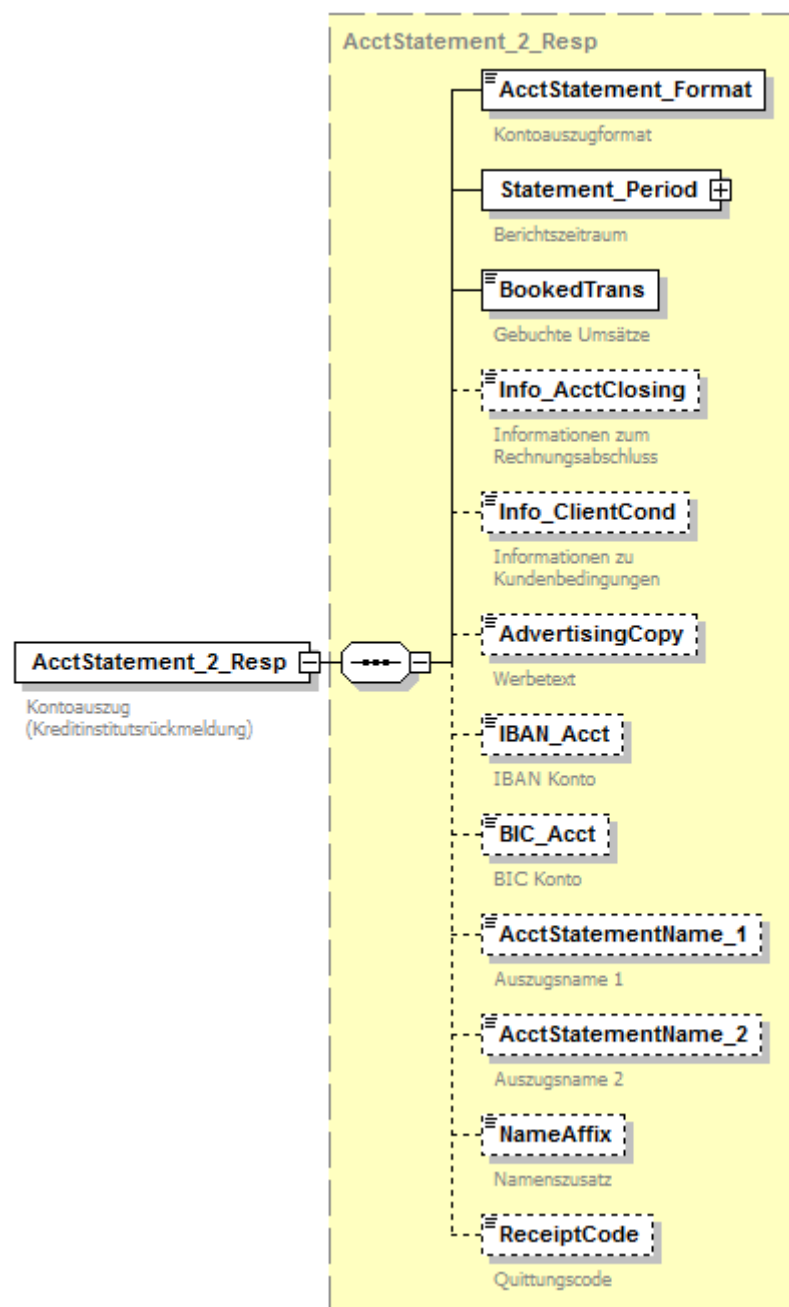 AcctStatement_2_Resp
AcctStatement_Format
Kontoauszugformat
Statement_Period
Berichtszeitraum
BookedTrans
Gebuchte Umsätze
Info_AcctClosing
Informationen zum
Rechnungsabschluss
Info_ClientCond
Informationen zu
Kundenbedingungen
AdvertisingCopy
Werbetext
AcctStatement_2_Resp
Kontoauszug
(Kreditinstitutsrückmeldung)
IBAN_Acct
IBAN Konto
BIC_Acct
BIC Konto
AcctStatementName_1
Auszugsname 1
AcctStatementName_2
Auszugsname 2
NameAffix
Namenszusatz
ReceiptCode
Quittungscode